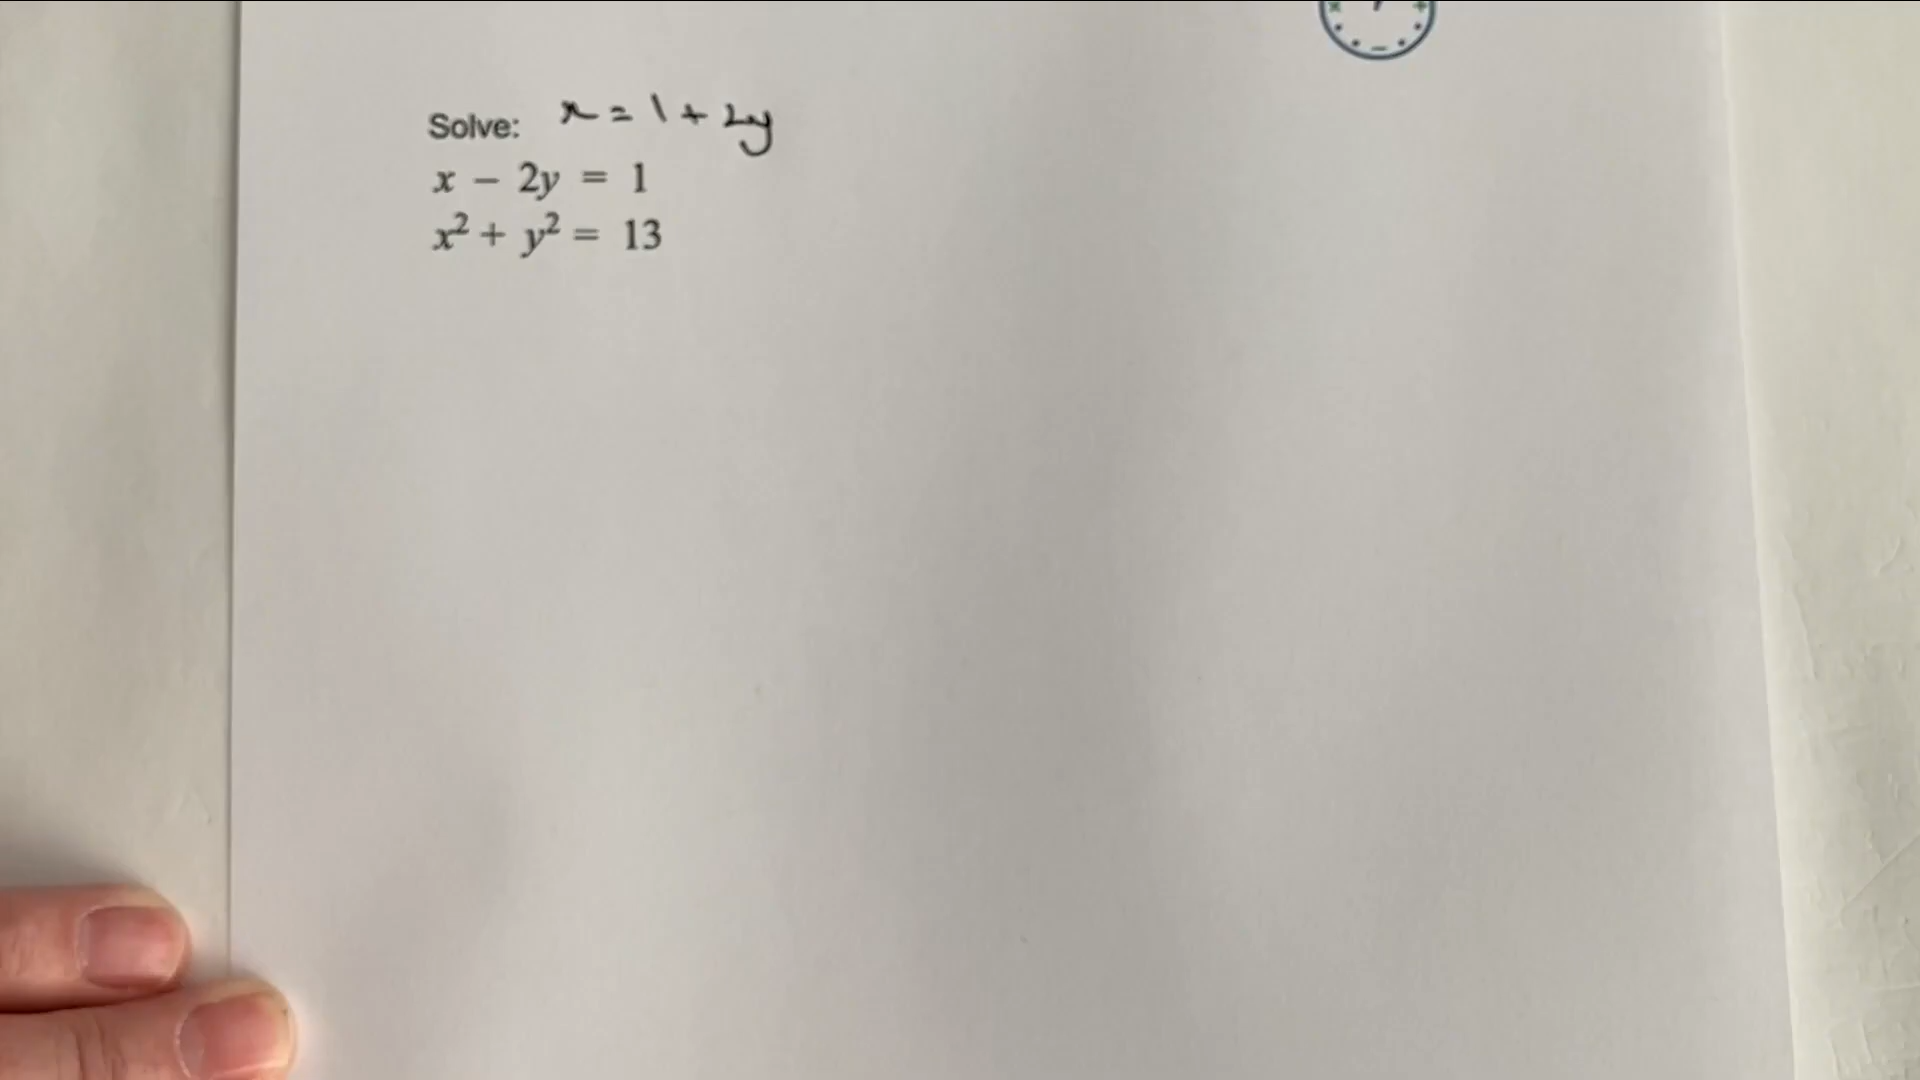 Solve: x = 1 + 2y
x − 2y = 1
x² + y² = 13